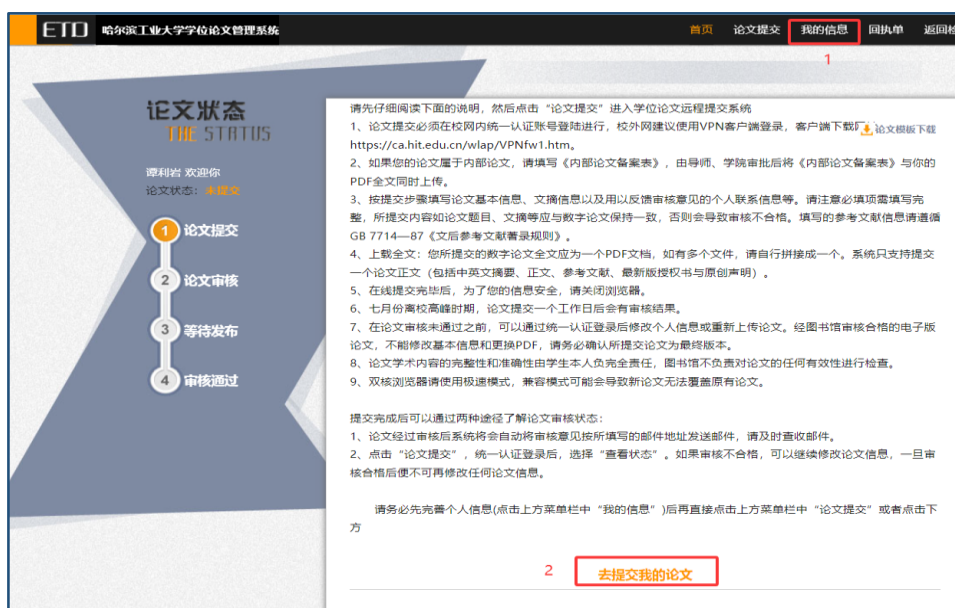 ETD 哈尔滨工业大学学位论文管理系统
首页 论文提交 我的信息 回执单 返回检
1
论文状态
THE STATUS
谭利岩 欢迎你
论文状态：未提交
1 论文提交
2 论文审核
3 等待发布
4 审核通过
请先仔细阅读下面的说明，然后点击“论文提交”进入学位论文远程提交系统
1、论文提交必须在校网内统一认证账号登陆进行，校外网建议使用VPN客户端登录，客户端下载
论文模板下载
https://ca.hit.edu.cn/wlap/VPNfw1.htm。
2、如果您的论文属于内部论文，请填写《内部论文备案表》，由导师、学院审批后将《内部论文备案表》与你的
PDF全文同时上传。
3、按提交步骤填写论文基本信息、文摘信息以及用以反馈审核意见的个人联系信息等。请注意必填项需填写完
整，所提交内容如论文题目、文摘等应与数字论文保持一致，否则会导致审核不合格。填写的参考文献信息请遵循
GB 7714—87《文后参考文献著录规则》。
4、上载全文：您所提交的数字论文全文应为一个PDF文档，如有多个文件，请自行拼接成一个。系统只支持提交
一个论文正文（包括中英文摘要、正文、参考文献、最新版授权书与原创声明）。
5、在线提交完毕后，为了您的信息安全，请关闭浏览器。
6、七月份离校高峰时期，论文提交一个工作日后会有审核结果。
7、在论文审核未通过之前，可以通过统一认证登录后修改个人信息或重新上传论文。经图书馆审核合格的电子版
论文，不能修改基本信息和更换PDF，请务必确认所提交论文为最终版本。
8、论文学术内容的完整性和准确性由学生本人负完全责任，图书馆不负责对论文的任何有效性进行检查。
9、双核浏览器请使用极速模式，兼容模式可能会导致新论文无法覆盖原有论文。
提交完成后可以通过两种途径了解论文审核状态：
1、论文经过审核后系统将会自动将审核意见按所填写的邮件地址发送邮件，请及时查收邮件。
2、点击“论文提交”，统一认证登录后，选择“查看状态”。如果审核不合格，可以继续修改论文信息，一旦审
核合格后便不可再修改任何论文信息。
请务必先完善个人信息(点击上方菜单栏中“我的信息”)后再直接点击上方菜单栏中“论文提交”或者点击下
方
2 去提交我的论文